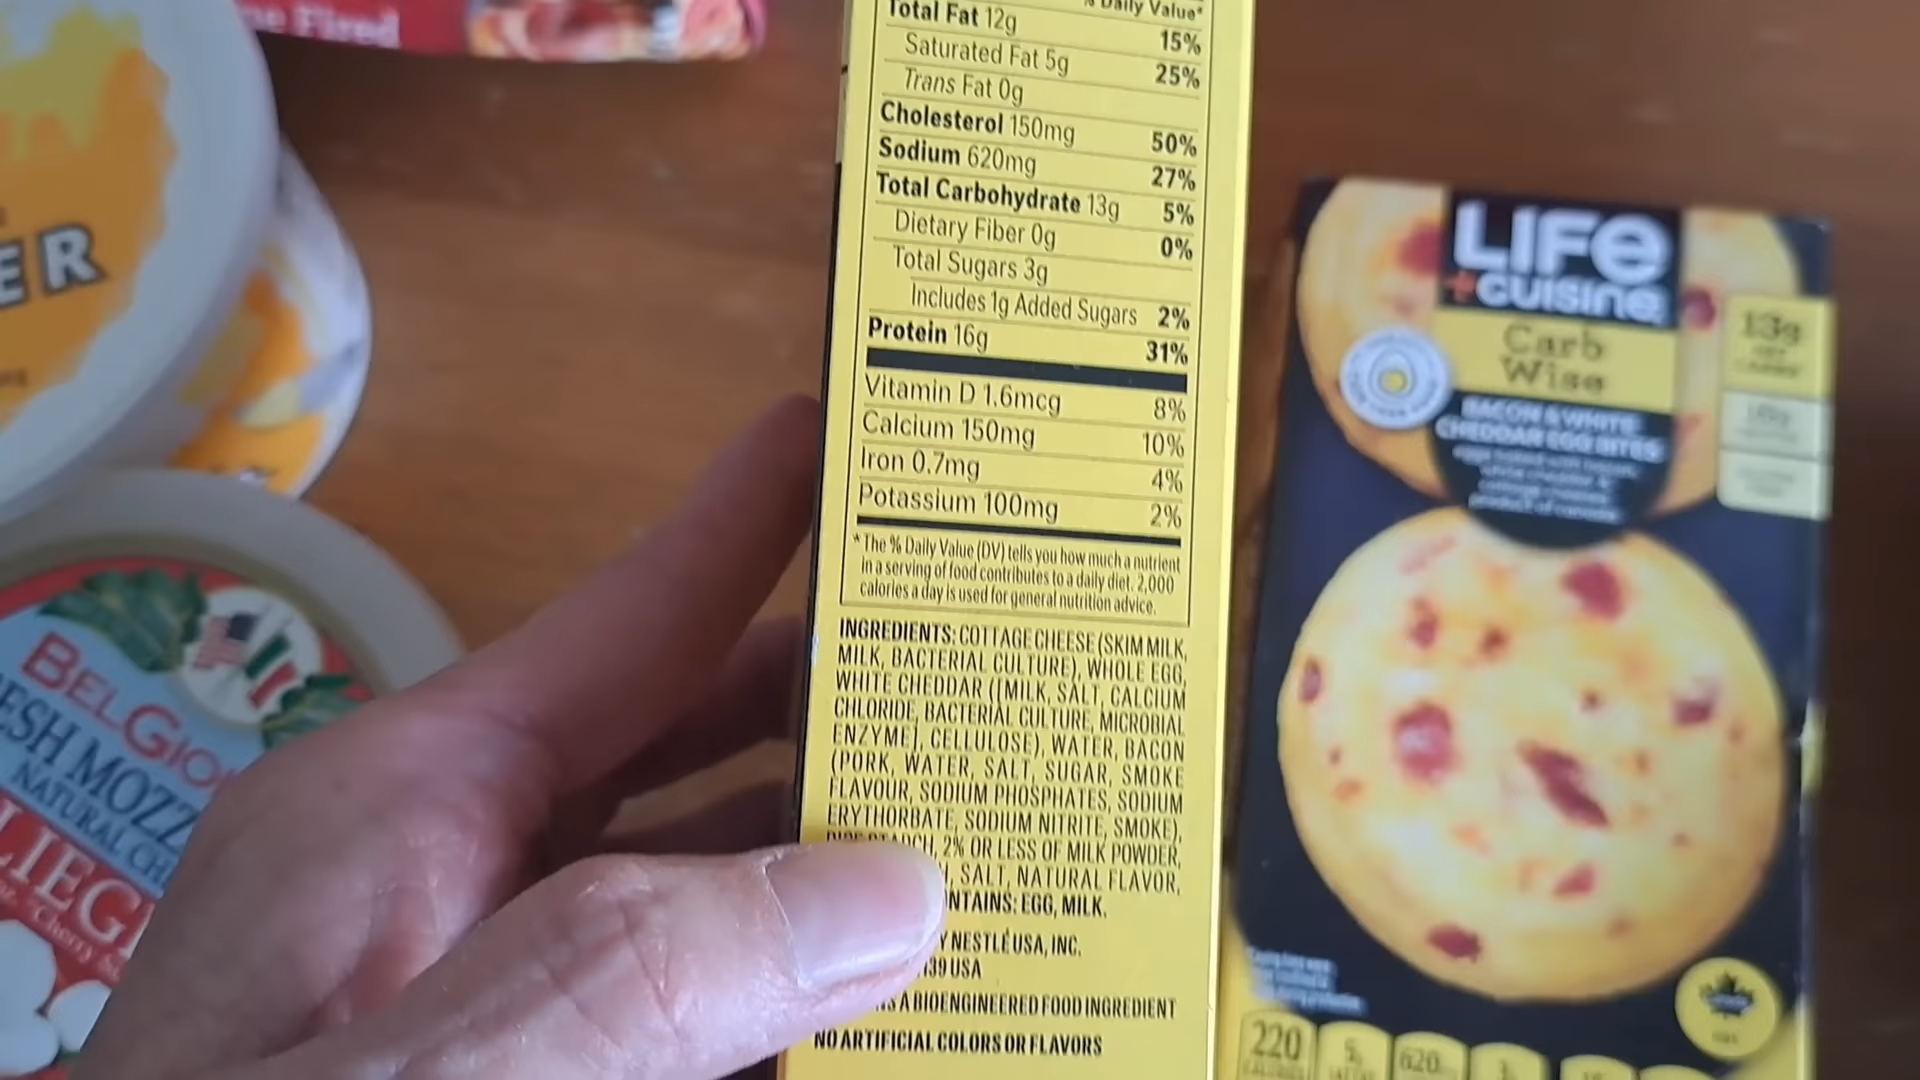 e Fired
ER
BELGIOI
ESH MOZZ
NATURAL CH
LIEG
% Daily Value*
Total Fat 12g 15%
Saturated Fat 5g 25%
Trans Fat 0g
Cholesterol 150mg 50%
Sodium 620mg 27%
Total Carbohydrate 13g 5%
Dietary Fiber 0g 0%
Total Sugars 3g
Includes 1g Added Sugars 2%
Protein 16g 31%
Vitamin D 1.6mcg 8%
Calcium 150mg 10%
Iron 0.7mg 4%
Potassium 100mg 2%
* The % Daily Value (DV) tells you how much a nutrient
in a serving of food contributes to a daily diet. 2,000
calories a day is used for general nutrition advice.
INGREDIENTS: COTTAGE CHEESE (SKIM MILK,
MILK, BACTERIAL CULTURE), WHOLE EGG,
WHITE CHEDDAR ([MILK, SALT, CALCIUM
CHLORIDE, BACTERIAL CULTURE, MICROBIAL
ENZYME], CELLULOSE), WATER, BACON
(PORK, WATER, SALT, SUGAR, SMOKE
FLAVOUR, SODIUM PHOSPHATES, SODIUM
ERYTHORBATE, SODIUM NITRITE, SMOKE),
2% OR LESS OF MILK POWDER,
SALT, NATURAL FLAVOR,
NTAINS: EGG, MILK.
Y NESTLÉ USA, INC.
139 USA
A BIOENGINEERED FOOD INGREDIENT
NO ARTIFICIAL COLORS OR FLAVORS
LIFe
+CUISINe
Carb
Wise
BACON & WHITE
CHEDDAR EGG BITES
13g
220
620